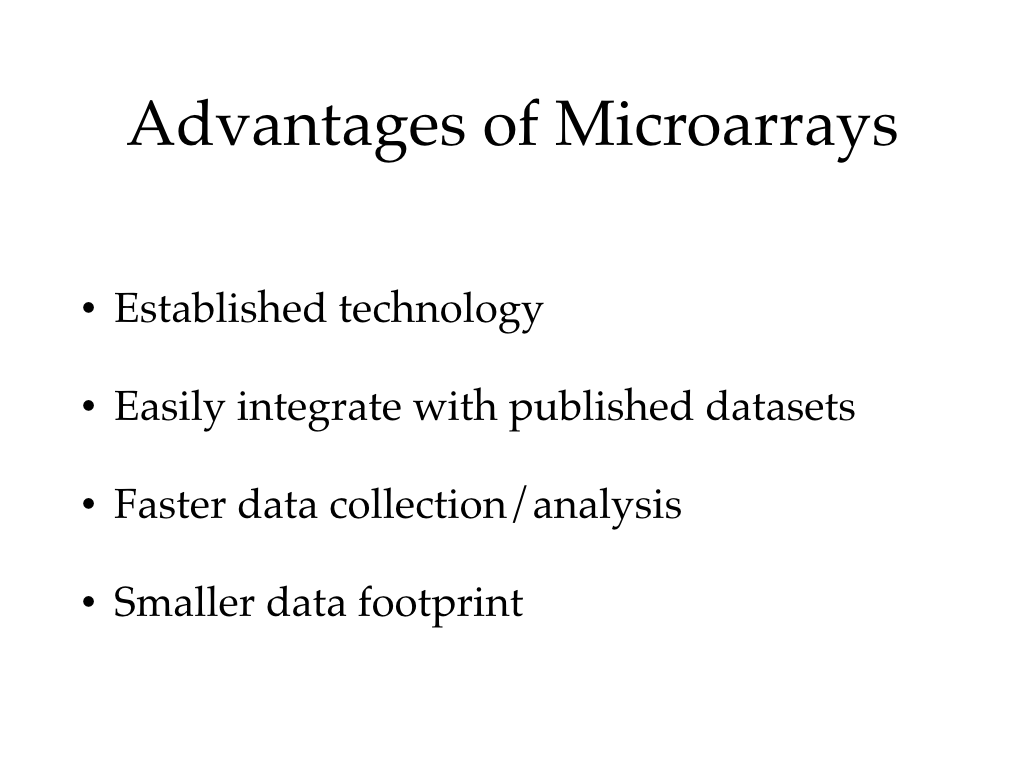 Advantages of Microarrays
• Established technology
• Easily integrate with published datasets
• Faster data collection/analysis
• Smaller data footprint